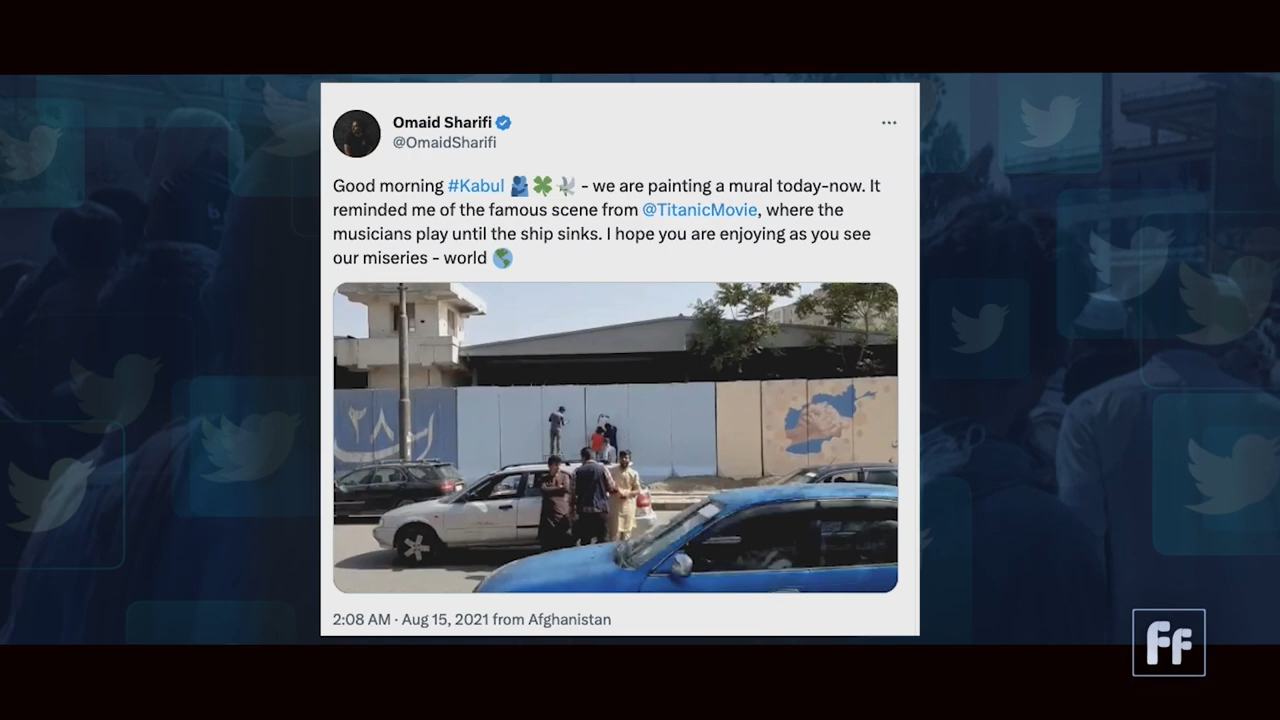 Omaid Sharifi
@OmaidSharifi
Good morning #Kabul 🫂🍀🕊️ - we are painting a mural today-now. It
reminded me of the famous scene from @TitanicMovie, where the
musicians play until the ship sinks. I hope you are enjoying as you see
our miseries - world 🌎
۲۸
2:08 AM · Aug 15, 2021 from Afghanistan
Ff